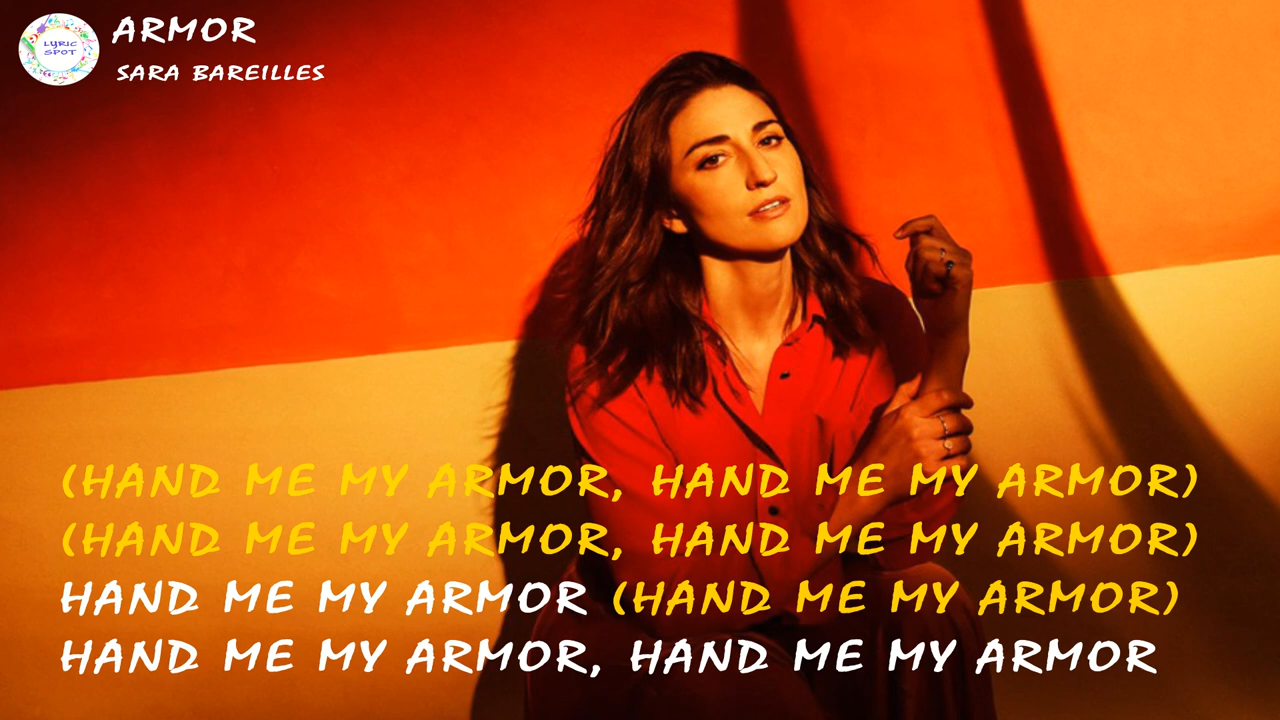 LYRIC
SPOT
ARMOR
SARA BAREILLES
(HAND ME MY ARMOR, HAND ME MY ARMOR)
(HAND ME MY ARMOR, HAND ME MY ARMOR)
HAND ME MY ARMOR (HAND ME MY ARMOR)
HAND ME MY ARMOR, HAND ME MY ARMOR